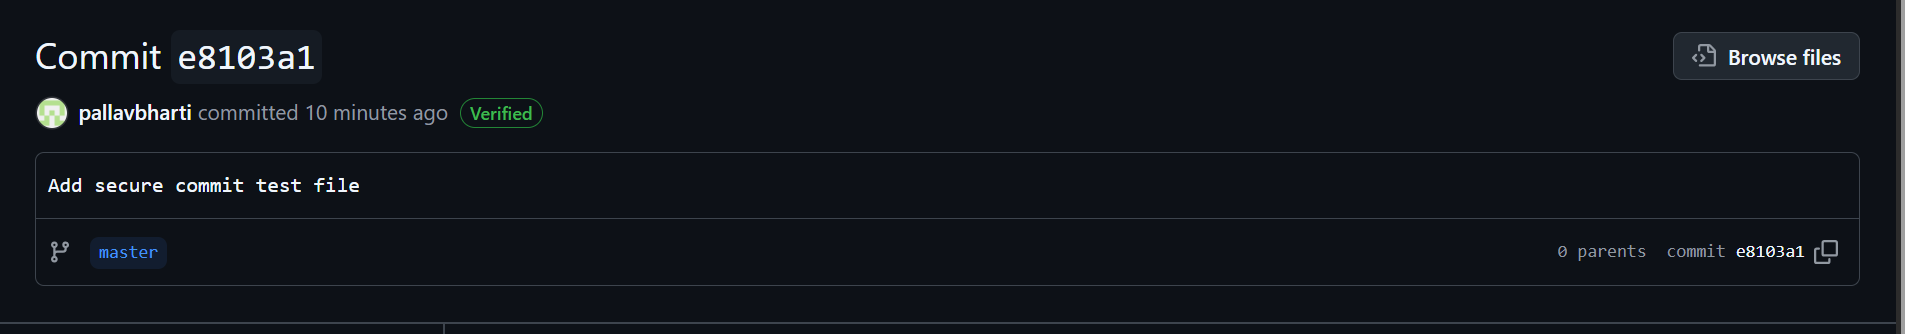 Commit e8103a1
Browse files
pallavbharti committed 10 minutes ago Verified
Add secure commit test file
master
0 parents commit e8103a1